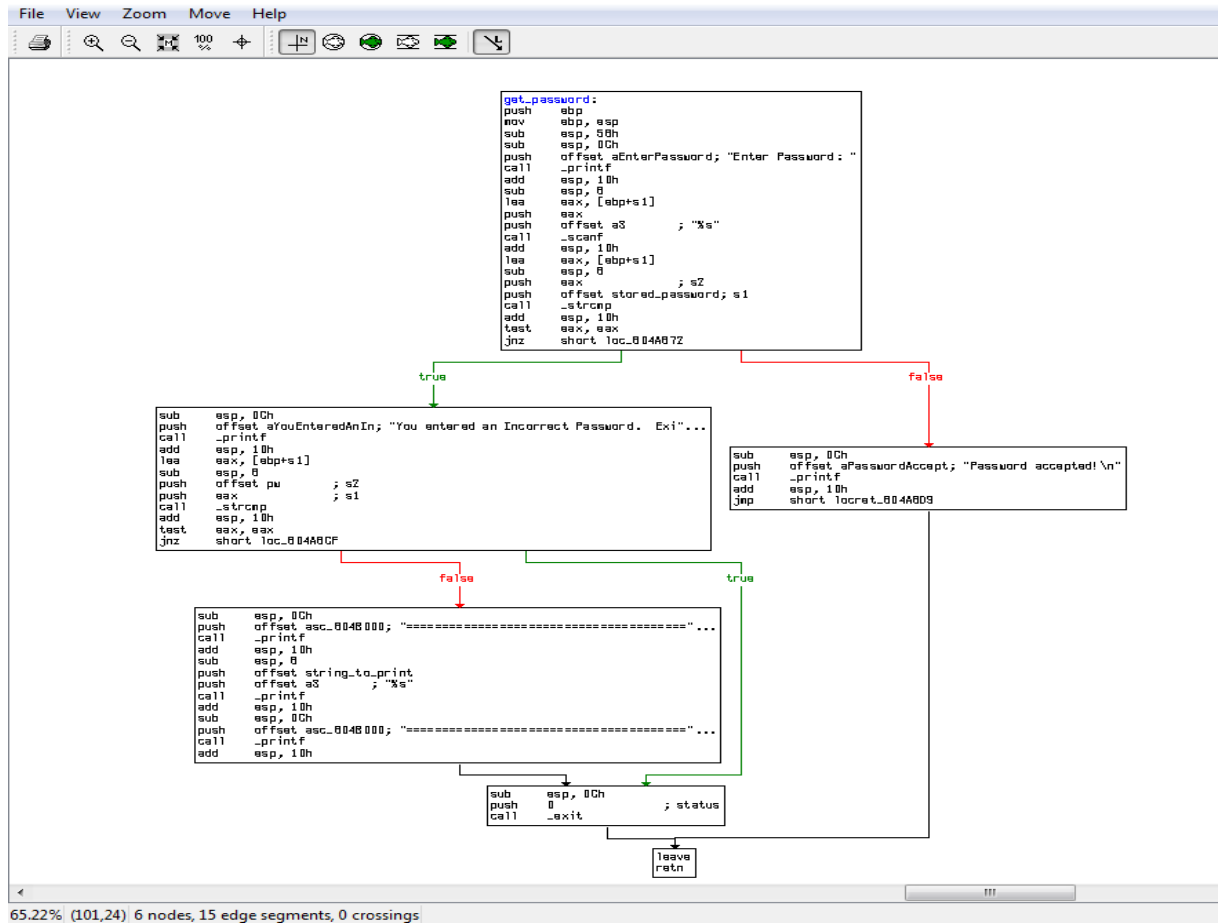 File View Zoom Move Help
100 %
N
get_password:
push ebp
mov ebp, esp
sub esp, 58h
sub esp, 0Ch
push offset aEnterPassword; "Enter Password: "
call _printf
add esp, 10h
sub esp, 8
lea eax, [ebp+s1]
push eax
push offset aS ; "%s"
call _scanf
add esp, 10h
lea eax, [ebp+s1]
sub esp, 8
push eax ; s2
push offset stored_password; s1
call _strcmp
add esp, 10h
test eax, eax
jnz short loc_804A872
true
false
sub esp, 0Ch
push offset aYouEnteredAnIn; "You entered an Incorrect Password.  Exi"...
call _printf
add esp, 10h
lea eax, [ebp+s1]
sub esp, 8
push offset pw ; s2
push eax ; s1
call _strcmp
add esp, 10h
test eax, eax
jnz short loc_804A8CF
sub esp, 0Ch
push offset aPasswordAccept; "Password accepted!\n"
call _printf
add esp, 10h
jmp short locret_804A8D9
false
true
sub esp, 0Ch
push offset asc_804B000; "======================================="...
call _printf
add esp, 10h
sub esp, 8
push offset string_to_print
push offset aS ; "%s"
call _printf
add esp, 10h
sub esp, 0Ch
push offset asc_804B000; "======================================="...
call _printf
add esp, 10h
sub esp, 0Ch
push 0 ; status
call _exit
leave
retn
65.22% (101,24) 6 nodes, 15 edge segments, 0 crossings